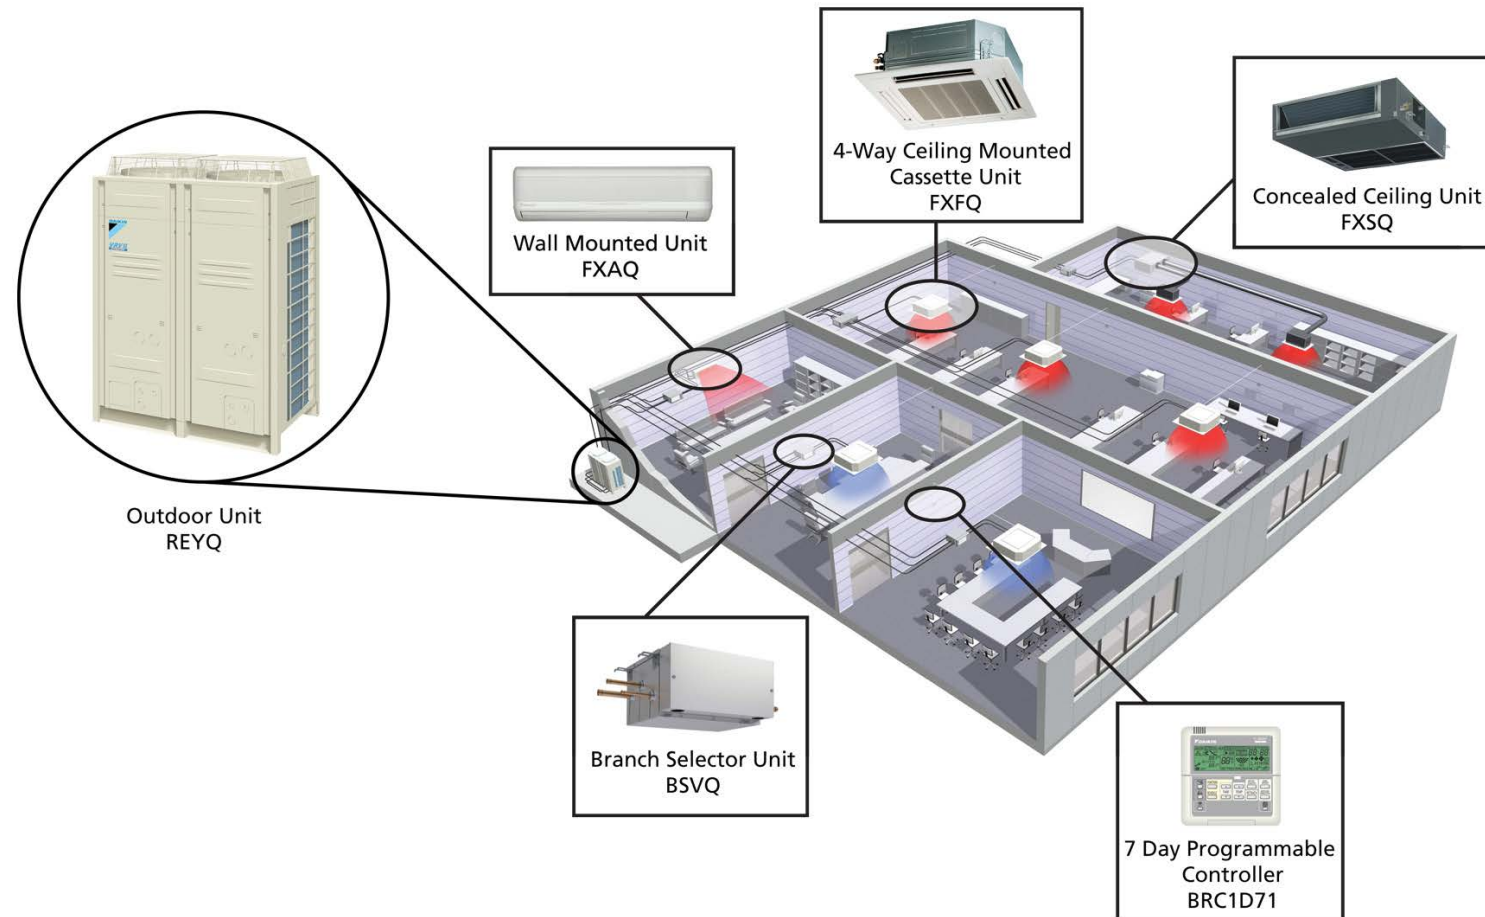 4-Way Ceiling Mounted
Cassette Unit
FXFQ
Concealed Ceiling Unit
FXSQ
Wall Mounted Unit
FXAQ
Outdoor Unit
REYQ
Branch Selector Unit
BSVQ
7 Day Programmable
Controller
BRC1D71